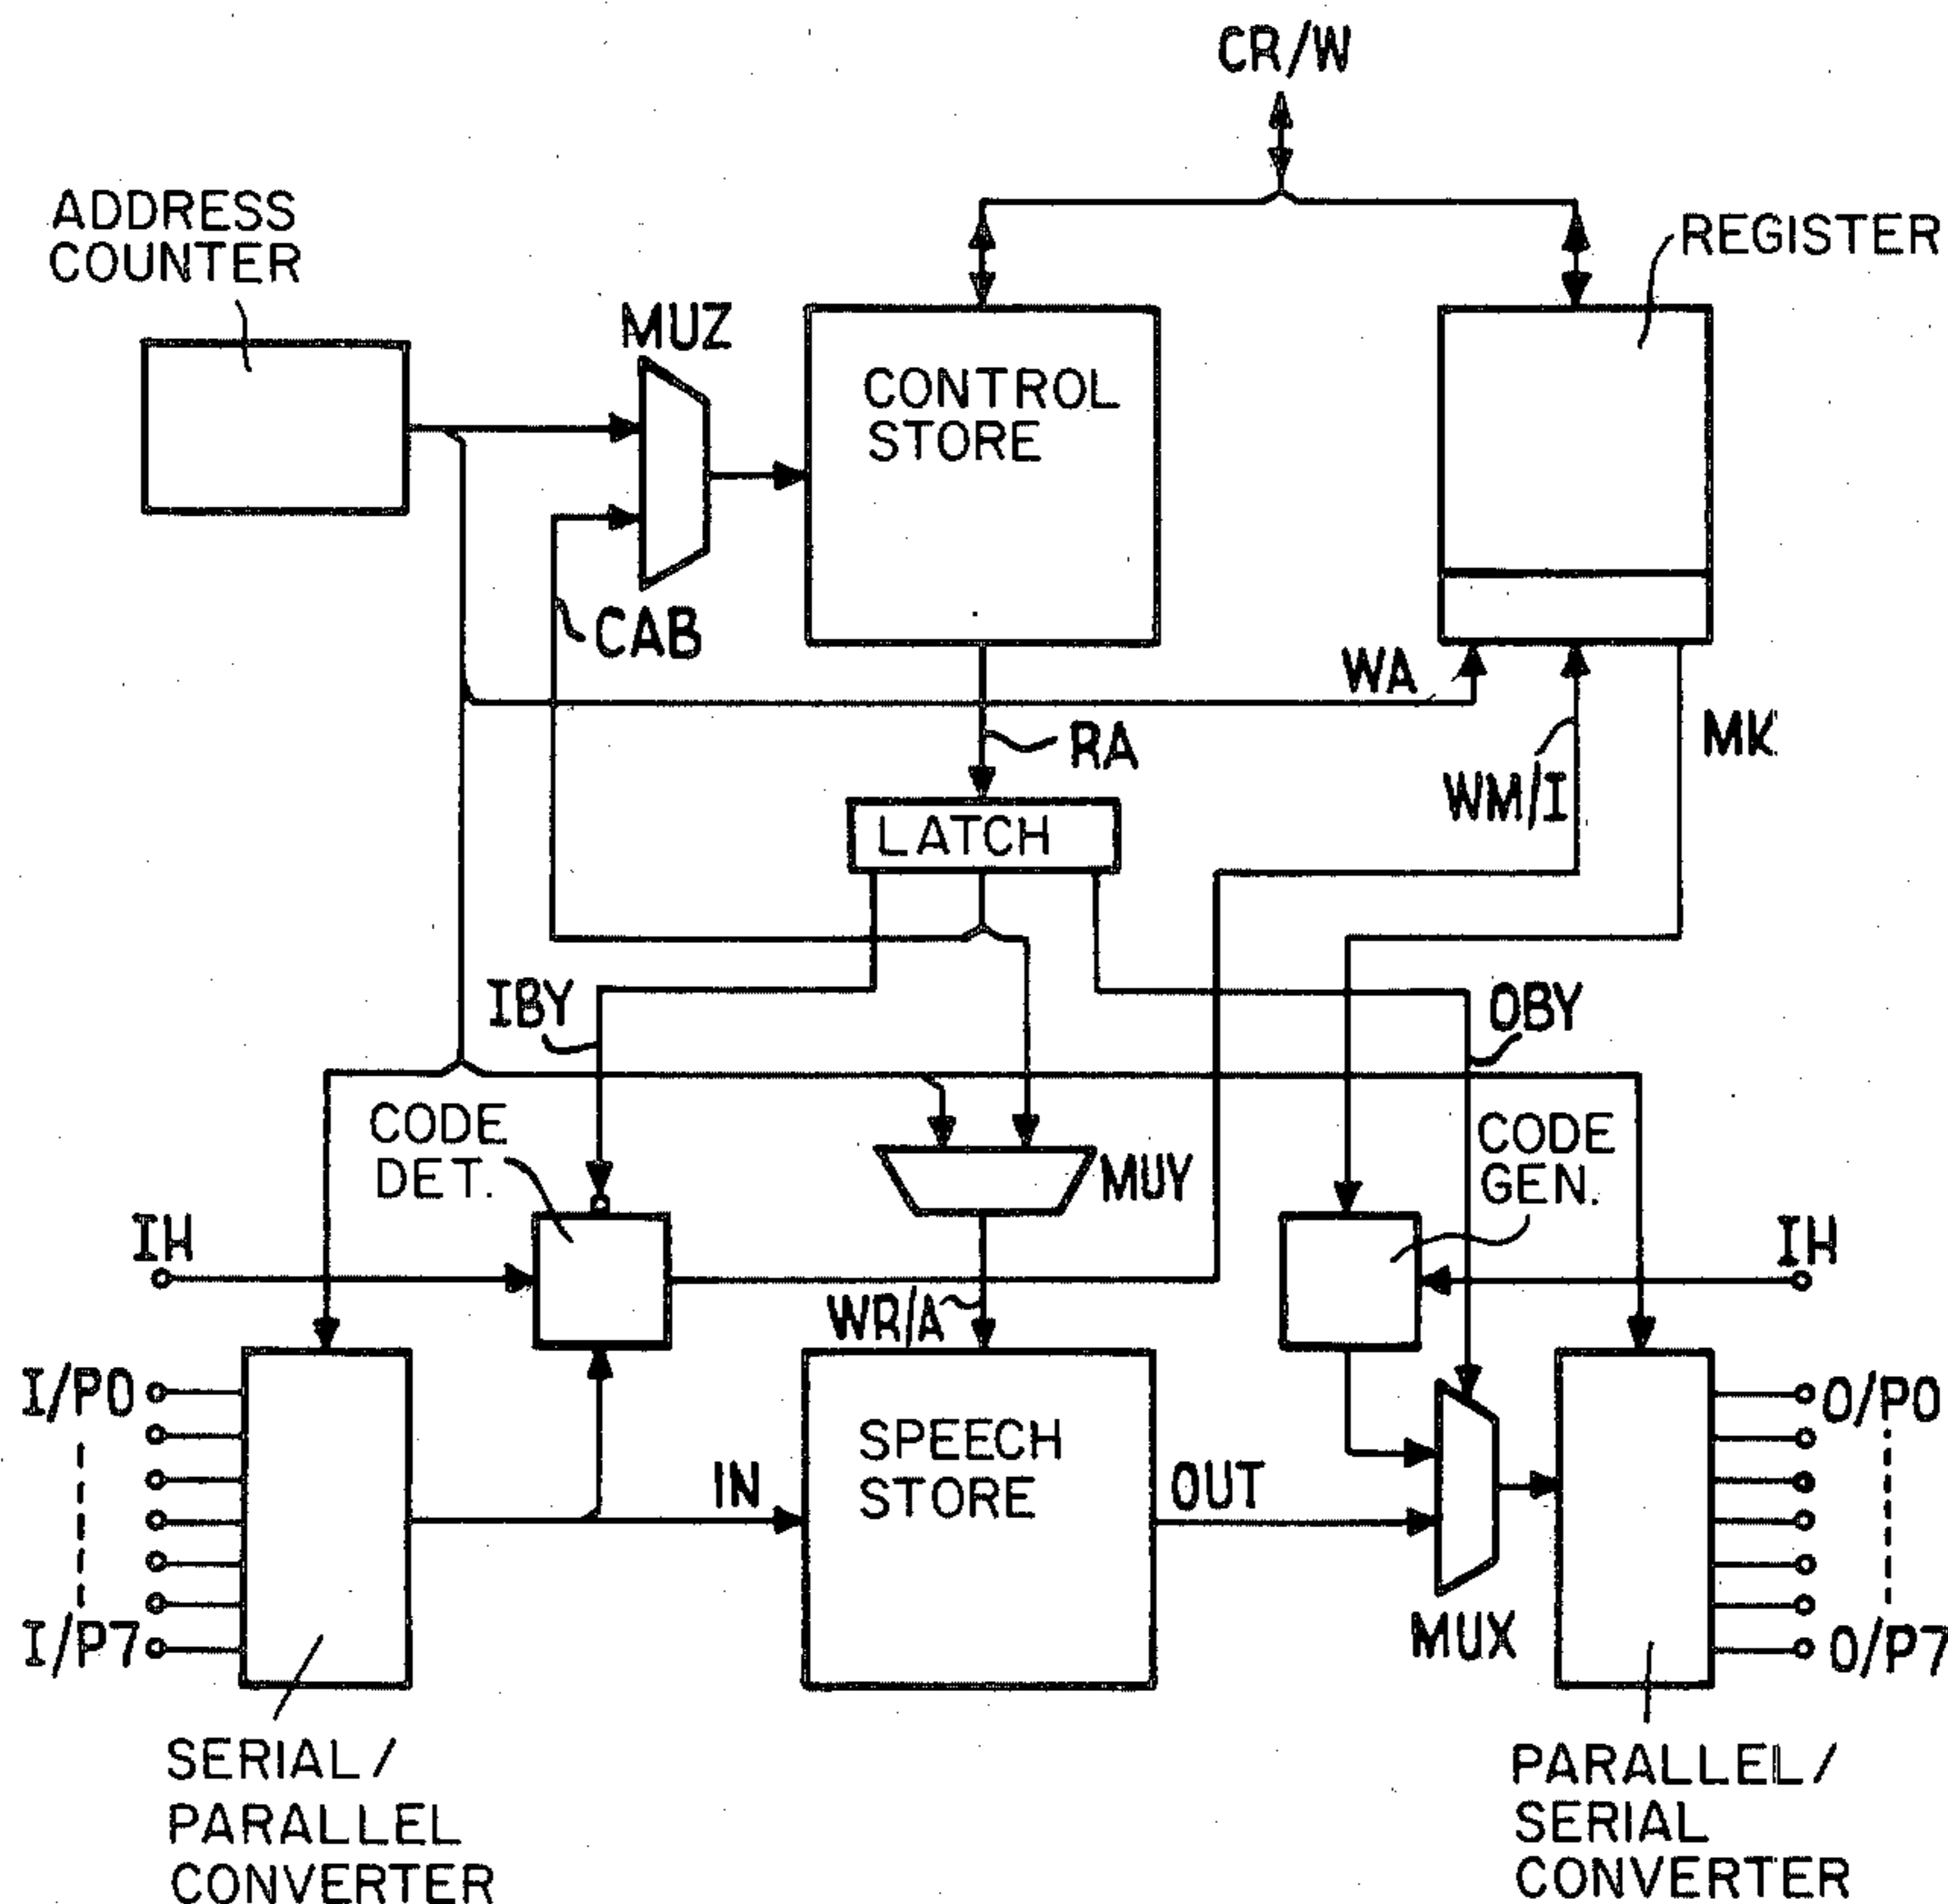 CR/W
ADDRESS
COUNTER
REGISTER
MUZ
CONTROL
STORE
CAB
WA
RA
MK
WM/I
LATCH
IBY
OBY
CODE
DET.
CODE
GEN.
MUY
IH
IH
WR/A
I/P0
O/P0
SPEECH
STORE
IN
OUT
I/P7
MUX
O/P7
SERIAL/
PARALLEL
CONVERTER
PARALLEL/
SERIAL
CONVERTER